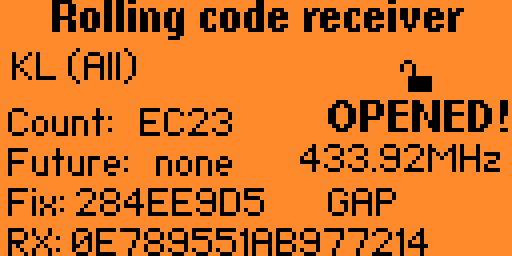 Rolling code receiver
KL (All)
Count: EC23
OPENED!
Future: none
433.92MHz
Fix: 284EE9D5
GAP
RX: 0E789551AB977214